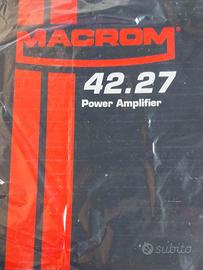 MACROM
42.27
Power Amplifier
subito